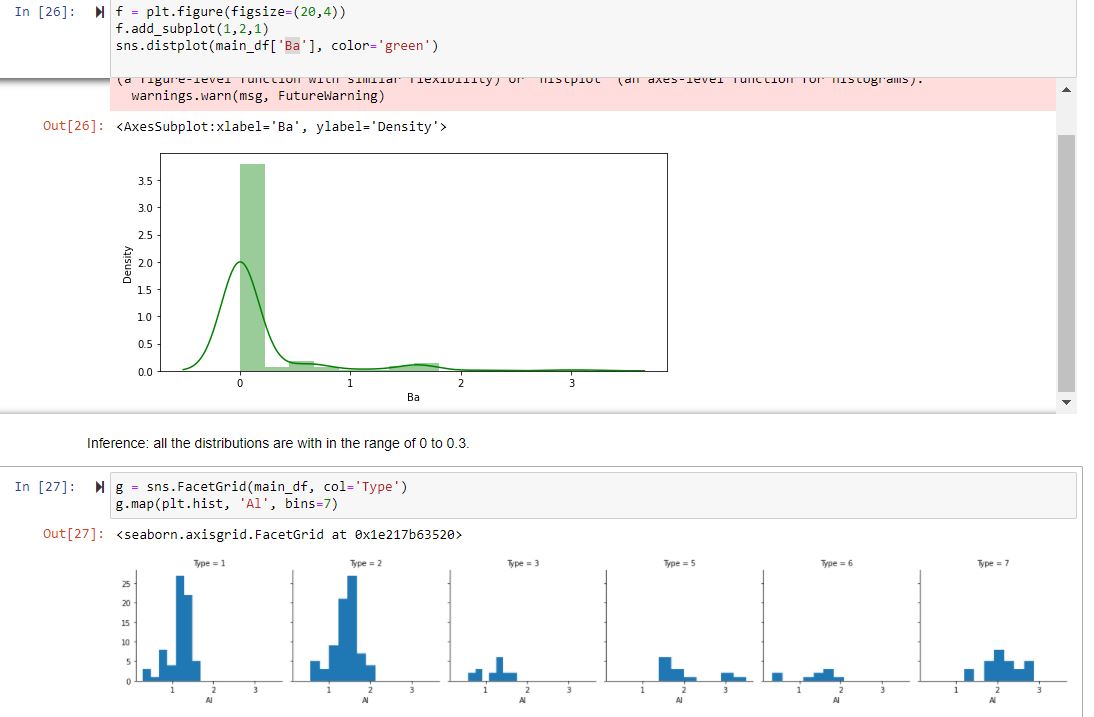 In [26]:
f = plt.figure(figsize=(20,4))
f.add_subplot(1,2,1)
sns.distplot(main_df['Ba'], color='green')
(a figure-level function with similar flexibility) or `histplot` (an axes-level function for histograms).
warnings.warn(msg, FutureWarning)
Out[26]: <AxesSubplot:xlabel='Ba', ylabel='Density'>
3.5
3.0
2.5
2.0
1.5
1.0
0.5
0.0
Density
0 1 2 3
Ba
Inference: all the distributions are with in the range of 0 to 0.3.
In [27]:
g = sns.FacetGrid(main_df, col='Type')
g.map(plt.hist, 'Al', bins=7)
Out[27]: <seaborn.axisgrid.FacetGrid at 0x1e217b63520>
Type = 1 Type = 2 Type = 3 Type = 5 Type = 6 Type = 7
25
20
15
10
5
0
1 2 3 1 2 3 1 2 3 1 2 3 1 2 3 1 2 3
Al Al Al Al Al Al